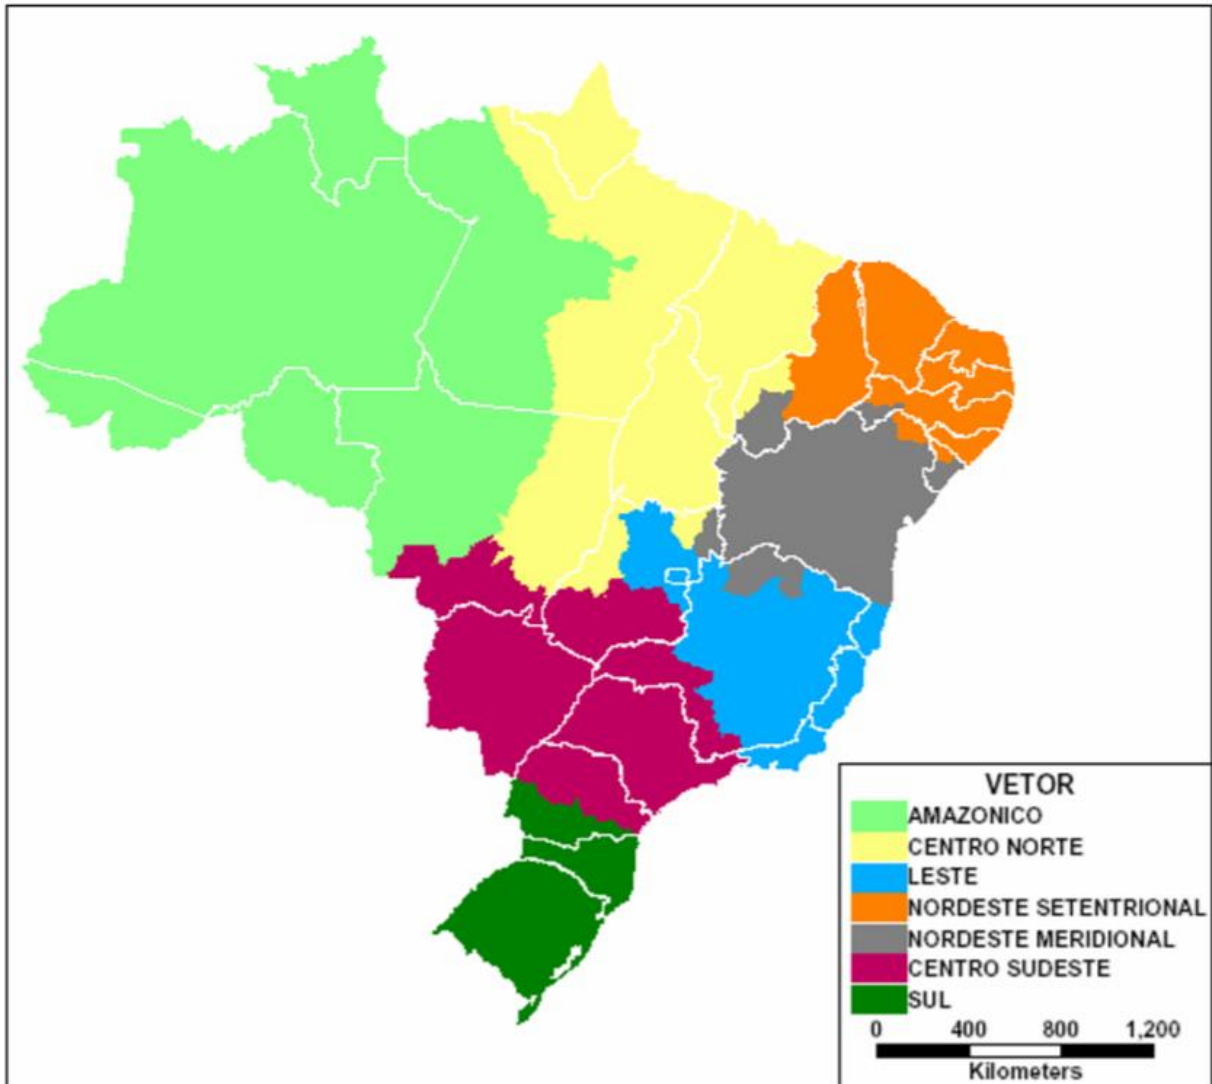 VETOR
AMAZONICO
CENTRO NORTE
LESTE
NORDESTE SETENTRIONAL
NORDESTE MERIDIONAL
CENTRO SUDESTE
SUL
0 400 800 1,200
Kilometers